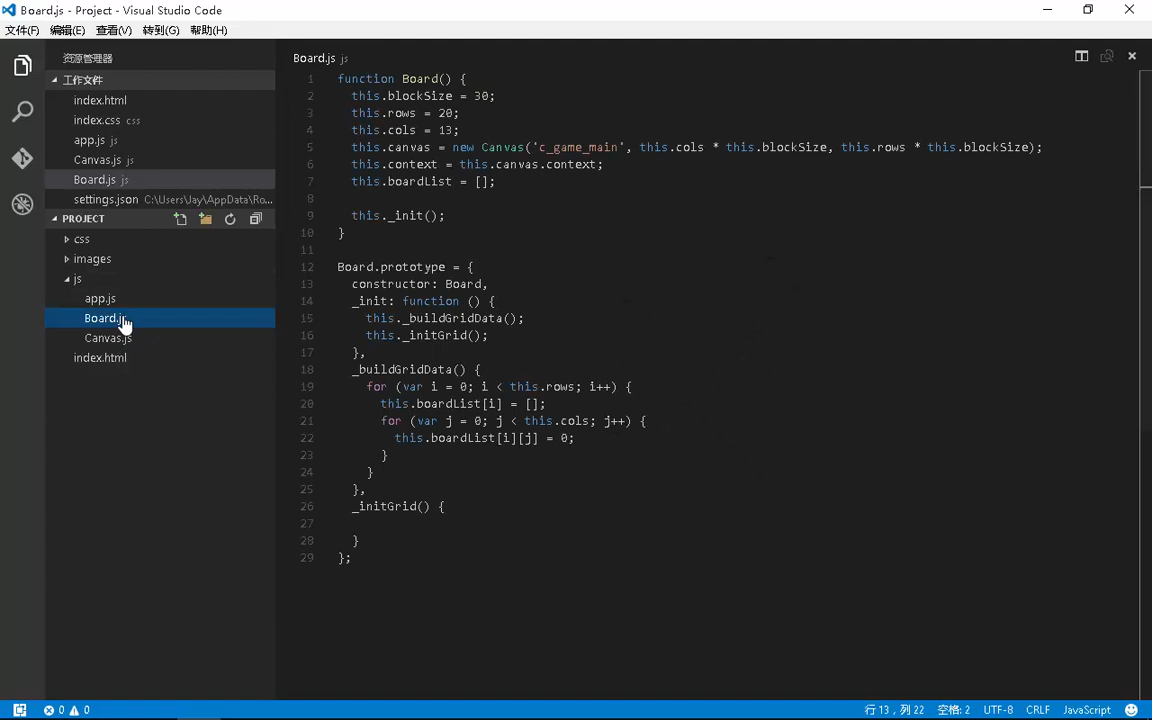 Board.js - Project - Visual Studio Code
文件(F) 编辑(E) 查看(V) 转到(G) 帮助(H)
资源管理器
工作文件
index.html
index.css css
app.js js
Canvas.js js
Board.js js
settings.json C:\Users\Jay\AppData\Ro...
PROJECT
css
images
js
app.js
Board.js
Canvas.js
index.html
Board.js js
1 function Board() {
2 this.blockSize = 30;
3 this.rows = 20;
4 this.cols = 13;
5 this.canvas = new Canvas('c_game_main', this.cols * this.blockSize, this.rows * this.blockSize);
6 this.context = this.canvas.context;
7 this.boardList = [];
8
9 this._init();
10 }
11
12 Board.prototype = {
13 constructor: Board,
14 _init: function () {
15 this._buildGridData();
16 this._initGrid();
17 },
18 _buildGridData() {
19 for (var i = 0; i < this.rows; i++) {
20 this.boardList[i] = [];
21 for (var j = 0; j < this.cols; j++) {
22 this.boardList[i][j] = 0;
23 }
24 }
25 },
26 _initGrid() {
27
28 }
29 };
0 0 行 13 , 列 22 空格: 2 UTF-8 CRLF JavaScript